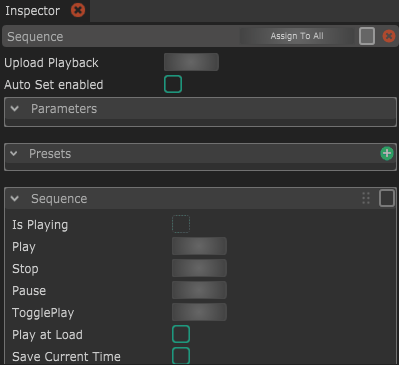 Inspector
Sequence Assign To All
Upload Playback
Auto Set enabled
Parameters
Presets
Sequence
Is Playing
Play
Stop
Pause
TogglePlay
Play at Load
Save Current Time